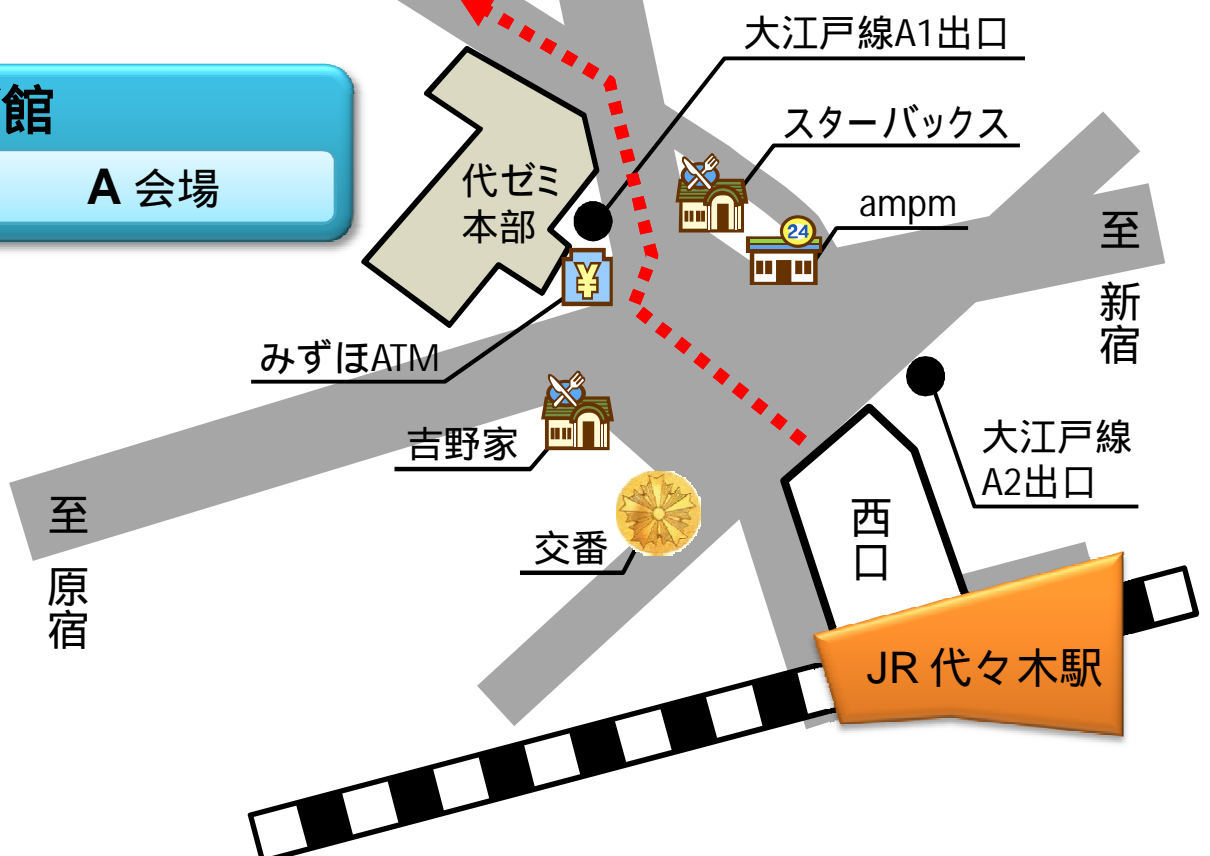 大江戸線A1出口
館
A 会場
スターバックス
代ゼミ
本部
ampm
24
至
新
宿
¥
みずほATM
吉野家
大江戸線
A2出口
至
原
宿
交番
西
口
JR 代々木駅